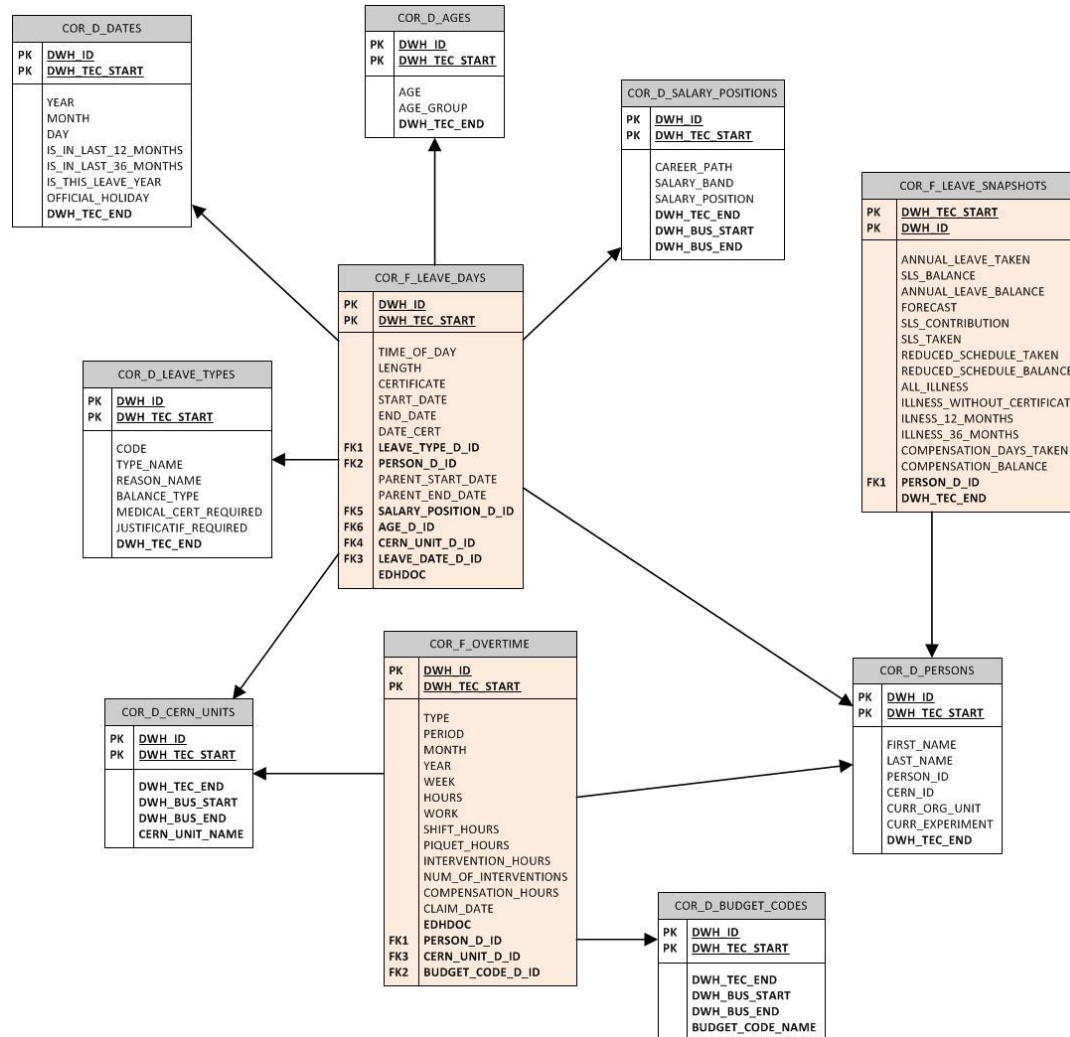 COR_D_DATES
PK DWH_ID
PK DWH_TEC_START
YEAR
MONTH
DAY
IS_IN_LAST_12_MONTHS
IS_IN_LAST_36_MONTHS
IS_THIS_LEAVE_YEAR
OFFICIAL_HOLIDAY
DWH_TEC_END
COR_D_AGES
PK DWH_ID
PK DWH_TEC_START
AGE
AGE_GROUP
DWH_TEC_END
COR_D_SALARY_POSITIONS
PK DWH_ID
PK DWH_TEC_START
CAREER_PATH
SALARY_BAND
SALARY_POSITION
DWH_TEC_END
DWH_BUS_START
DWH_BUS_END
COR_F_LEAVE_SNAPSHOTS
PK DWH_TEC_START
PK DWH_ID
ANNUAL_LEAVE_TAKEN
SLS_BALANCE
ANNUAL_LEAVE_BALANCE
FORECAST
SLS_CONTRIBUTION
SLS_TAKEN
REDUCED_SCHEDULE_TAKEN
REDUCED_SCHEDULE_BALANCE
ALL_ILLNESS
ILLNESS_WITHOUT_CERTIFICAT
ILNESS_12_MONTHS
ILLNESS_36_MONTHS
COMPENSATION_DAYS_TAKEN
COMPENSATION_BALANCE
FK1 PERSON_D_ID
DWH_TEC_END
COR_F_LEAVE_DAYS
PK DWH_ID
PK DWH_TEC_START
TIME_OF_DAY
LENGTH
CERTIFICATE
START_DATE
END_DATE
DATE_CERT
FK1 LEAVE_TYPE_D_ID
FK2 PERSON_D_ID
PARENT_START_DATE
PARENT_END_DATE
FK5 SALARY_POSITION_D_ID
FK6 AGE_D_ID
FK4 CERN_UNIT_D_ID
FK3 LEAVE_DATE_D_ID
EDHDOC
COR_D_LEAVE_TYPES
PK DWH_ID
PK DWH_TEC_START
CODE
TYPE_NAME
REASON_NAME
BALANCE_TYPE
MEDICAL_CERT_REQUIRED
JUSTIFICATIF_REQUIRED
DWH_TEC_END
COR_F_OVERTIME
PK DWH_ID
PK DWH_TEC_START
TYPE
PERIOD
MONTH
YEAR
WEEK
HOURS
WORK
SHIFT_HOURS
PIQUET_HOURS
INTERVENTION_HOURS
NUM_OF_INTERVENTIONS
COMPENSATION_HOURS
CLAIM_DATE
EDHDOC
FK1 PERSON_D_ID
FK3 CERN_UNIT_D_ID
FK2 BUDGET_CODE_D_ID
COR_D_CERN_UNITS
PK DWH_ID
PK DWH_TEC_START
DWH_TEC_END
DWH_BUS_START
DWH_BUS_END
CERN_UNIT_NAME
COR_D_PERSONS
PK DWH_ID
PK DWH_TEC_START
FIRST_NAME
LAST_NAME
PERSON_ID
CERN_ID
CURR_ORG_UNIT
CURR_EXPERIMENT
DWH_TEC_END
COR_D_BUDGET_CODES
PK DWH_ID
PK DWH_TEC_START
DWH_TEC_END
DWH_BUS_START
DWH_BUS_END
BUDGET_CODE_NAME